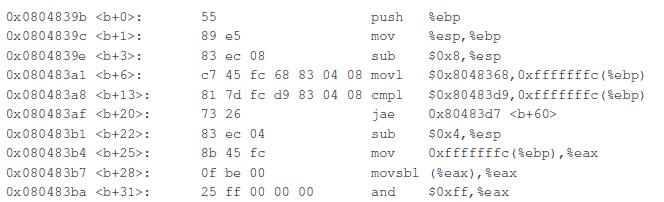 0x0804839b <b+0>: 55 push %ebp
0x0804839c <b+1>: 89 e5 mov %esp,%ebp
0x0804839e <b+3>: 83 ec 08 sub $0x8,%esp
0x080483a1 <b+6>: c7 45 fc 68 83 04 08 movl $0x8048368,0xfffffffc(%ebp)
0x080483a8 <b+13>: 81 7d fc d9 83 04 08 cmpl $0x80483d9,0xfffffffc(%ebp)
0x080483af <b+20>: 73 26 jae 0x80483d7 <b+60>
0x080483b1 <b+22>: 83 ec 04 sub $0x4,%esp
0x080483b4 <b+25>: 8b 45 fc mov 0xfffffffc(%ebp),%eax
0x080483b7 <b+28>: 0f be 00 movsbl (%eax),%eax
0x080483ba <b+31>: 25 ff 00 00 00 and $0xff,%eax